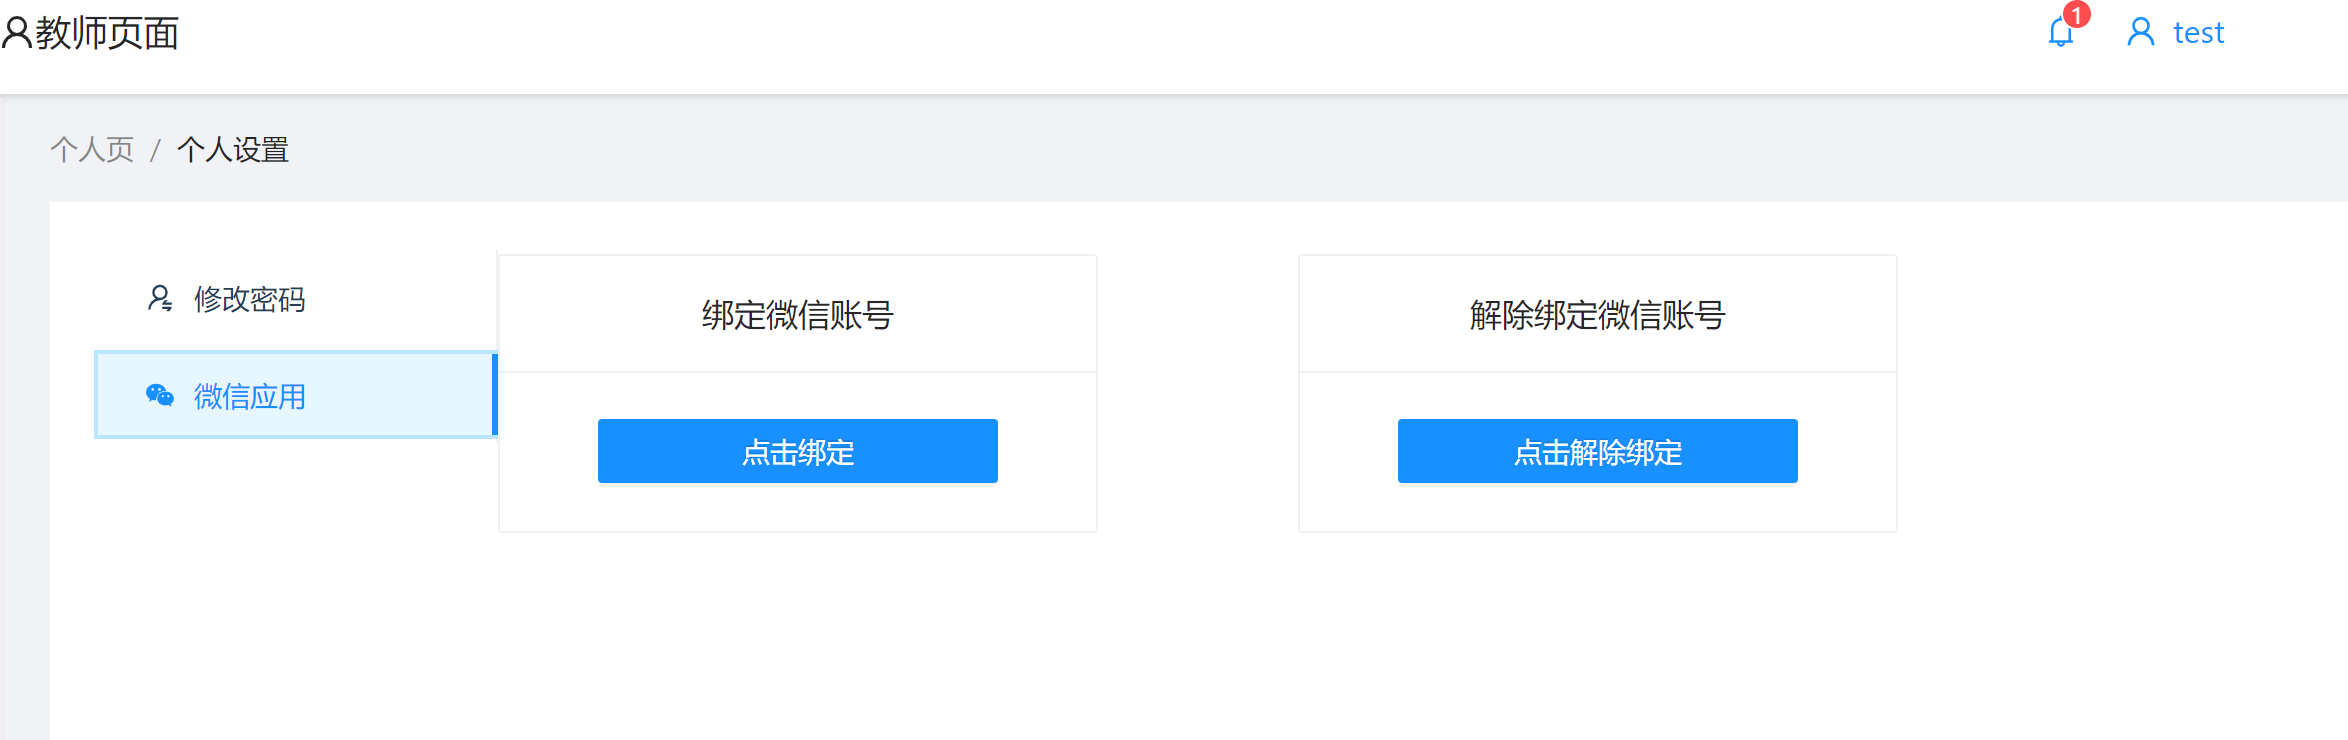 教师页面
1
test
个人页 / 个人设置
修改密码
微信应用
绑定微信账号
点击绑定
解除绑定微信账号
点击解除绑定